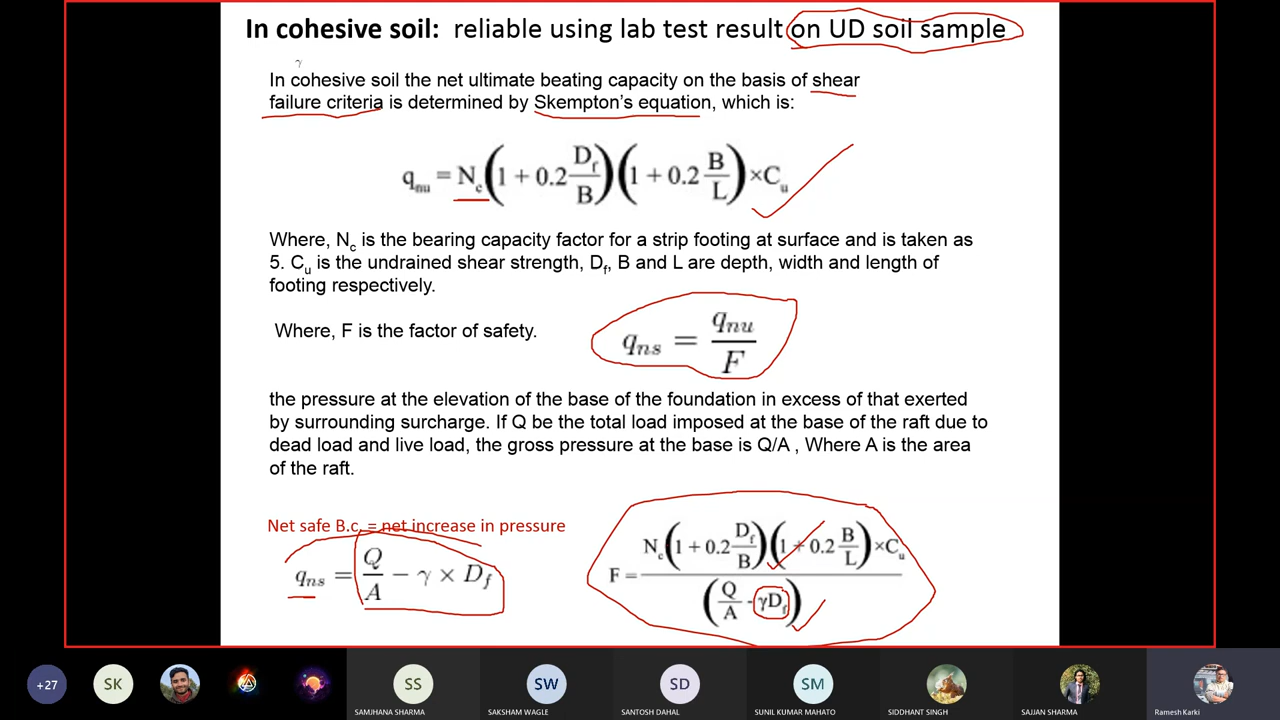 In cohesive soil: reliable using lab test result on UD soil sample
In cohesive soil the net ultimate beating capacity on the basis of shear
failure criteria is determined by Skempton's equation, which is:
q_nu = N_c(1 + 0.2 D_f/B)(1 + 0.2 B/L) ×C_u
Where, N_c is the bearing capacity factor for a strip footing at surface and is taken as
5. C_u is the undrained shear strength, D_f, B and L are depth, width and length of
footing respectively.
Where, F is the factor of safety.
q_ns = q_nu/F
the pressure at the elevation of the base of the foundation in excess of that exerted
by surrounding surcharge. If Q be the total load imposed at the base of the raft due to
dead load and live load, the gross pressure at the base is Q/A , Where A is the area
of the raft.
Net safe B.c. = net increase in pressure
q_ns = Q/A − γ × D_f
F = N_c(1 + 0.2 D_f/B)(1 + 0.2 B/L) ×C_u / (Q/A - γD_f)
+27
SK
SS
SW
SD
SM
SAMJHANA SHARMA
SAKSHAM WAGLE
SANTOSH DAHAL
SUNIL KUMAR MAHATO
SIDDHANT SINGH
SAJJAN SHARMA
Ramesh Karki